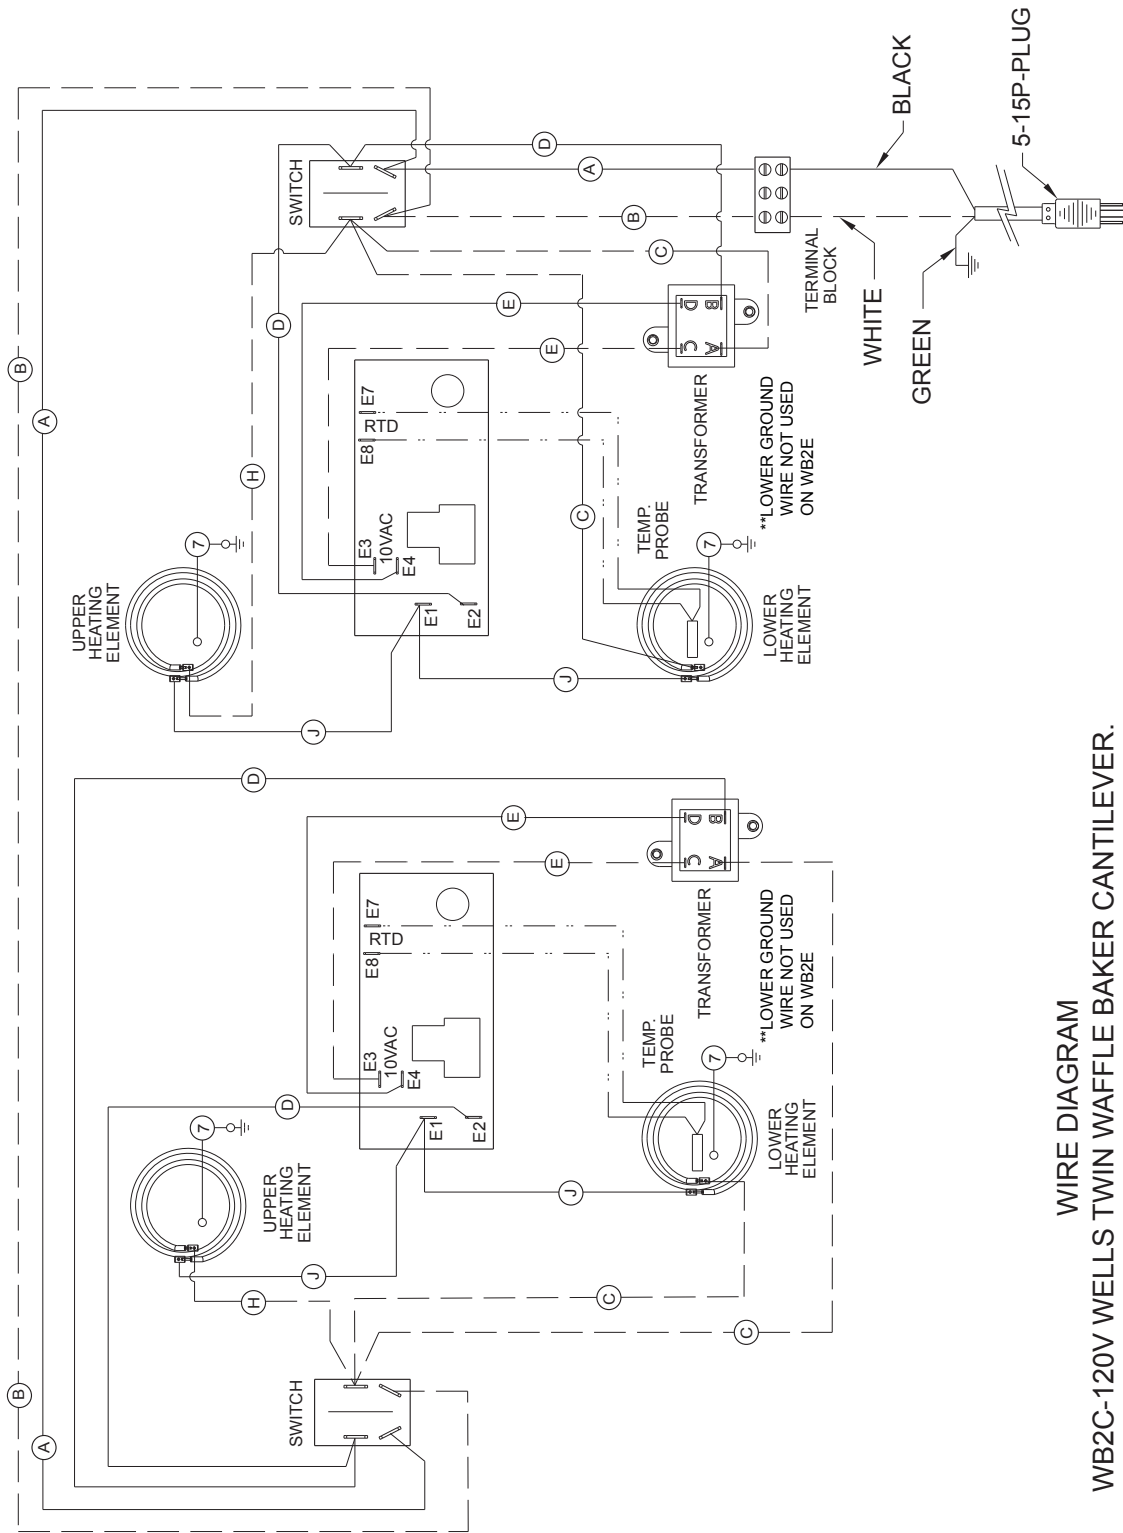 B
B
A
A
SWITCH
H
J
UPPER
HEATING
ELEMENT
7
D
D
E3
10VAC
E4
E8
RTD
E7
E1
E2
J
C
C
E
E
TEMP.
PROBE
7
LOWER
HEATING
ELEMENT
TRANSFORMER
C
D
A
B
**LOWER GROUND
WIRE NOT USED
ON WB2E
UPPER
HEATING
ELEMENT
7
H
J
D
SWITCH
E3
10VAC
E4
E8
RTD
E7
E1
E2
J
C
E
E
D
A
B
C
TEMP.
PROBE
7
LOWER
HEATING
ELEMENT
TRANSFORMER
C
D
A
B
**LOWER GROUND
WIRE NOT USED
ON WB2E
TERMINAL
BLOCK
WHITE
BLACK
GREEN
5-15P-PLUG
WIRE DIAGRAM
WB2C-120V WELLS TWIN WAFFLE BAKER CANTILEVER.